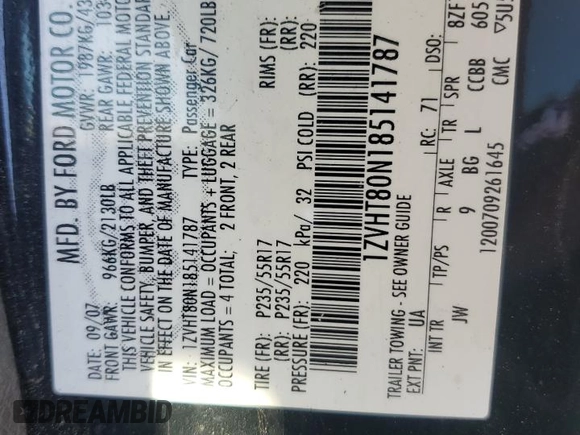 MFD. BY FORD MOTOR CO.
DATE: 09/07 GVWR: 1987KG/43
FRONT GAWR: 966KG/2130LB REAR GAWR: 103
THIS VEHICLE CONFORMS TO ALL APPLICABLE FEDERAL MOTOR
VEHICLE SAFETY, BUMPER, AND THEFT PREVENTION STANDARD
IN EFFECT ON THE DATE OF MANUFACTURE SHOWN ABOVE.
VIN: 1ZVHT80N185141787 TYPE: Passenger Car
MAXIMUM LOAD = OCCUPANTS + LUGGAGE = 326KG/ 720LB
OCCUPANTS = 4 TOTAL; 2 FRONT, 2 REAR
TIRE (FR): P235/55R17 RIMS (FR):
(RR): P235/55R17 (RR):
PRESSURE (FR): 220 kPa/ 32 PSI COLD (RR): 220
1ZVHT80N185141787
TRAILER TOWING - SEE OWNER GUIDE
EXT PNT: UA RC: 71 DSO:
INT TR TP/PS R AXLE TR SPR 8ZF
JW 9 BG L CCBB 605
1200709261645 CMC ▽5U5
DREAMBID